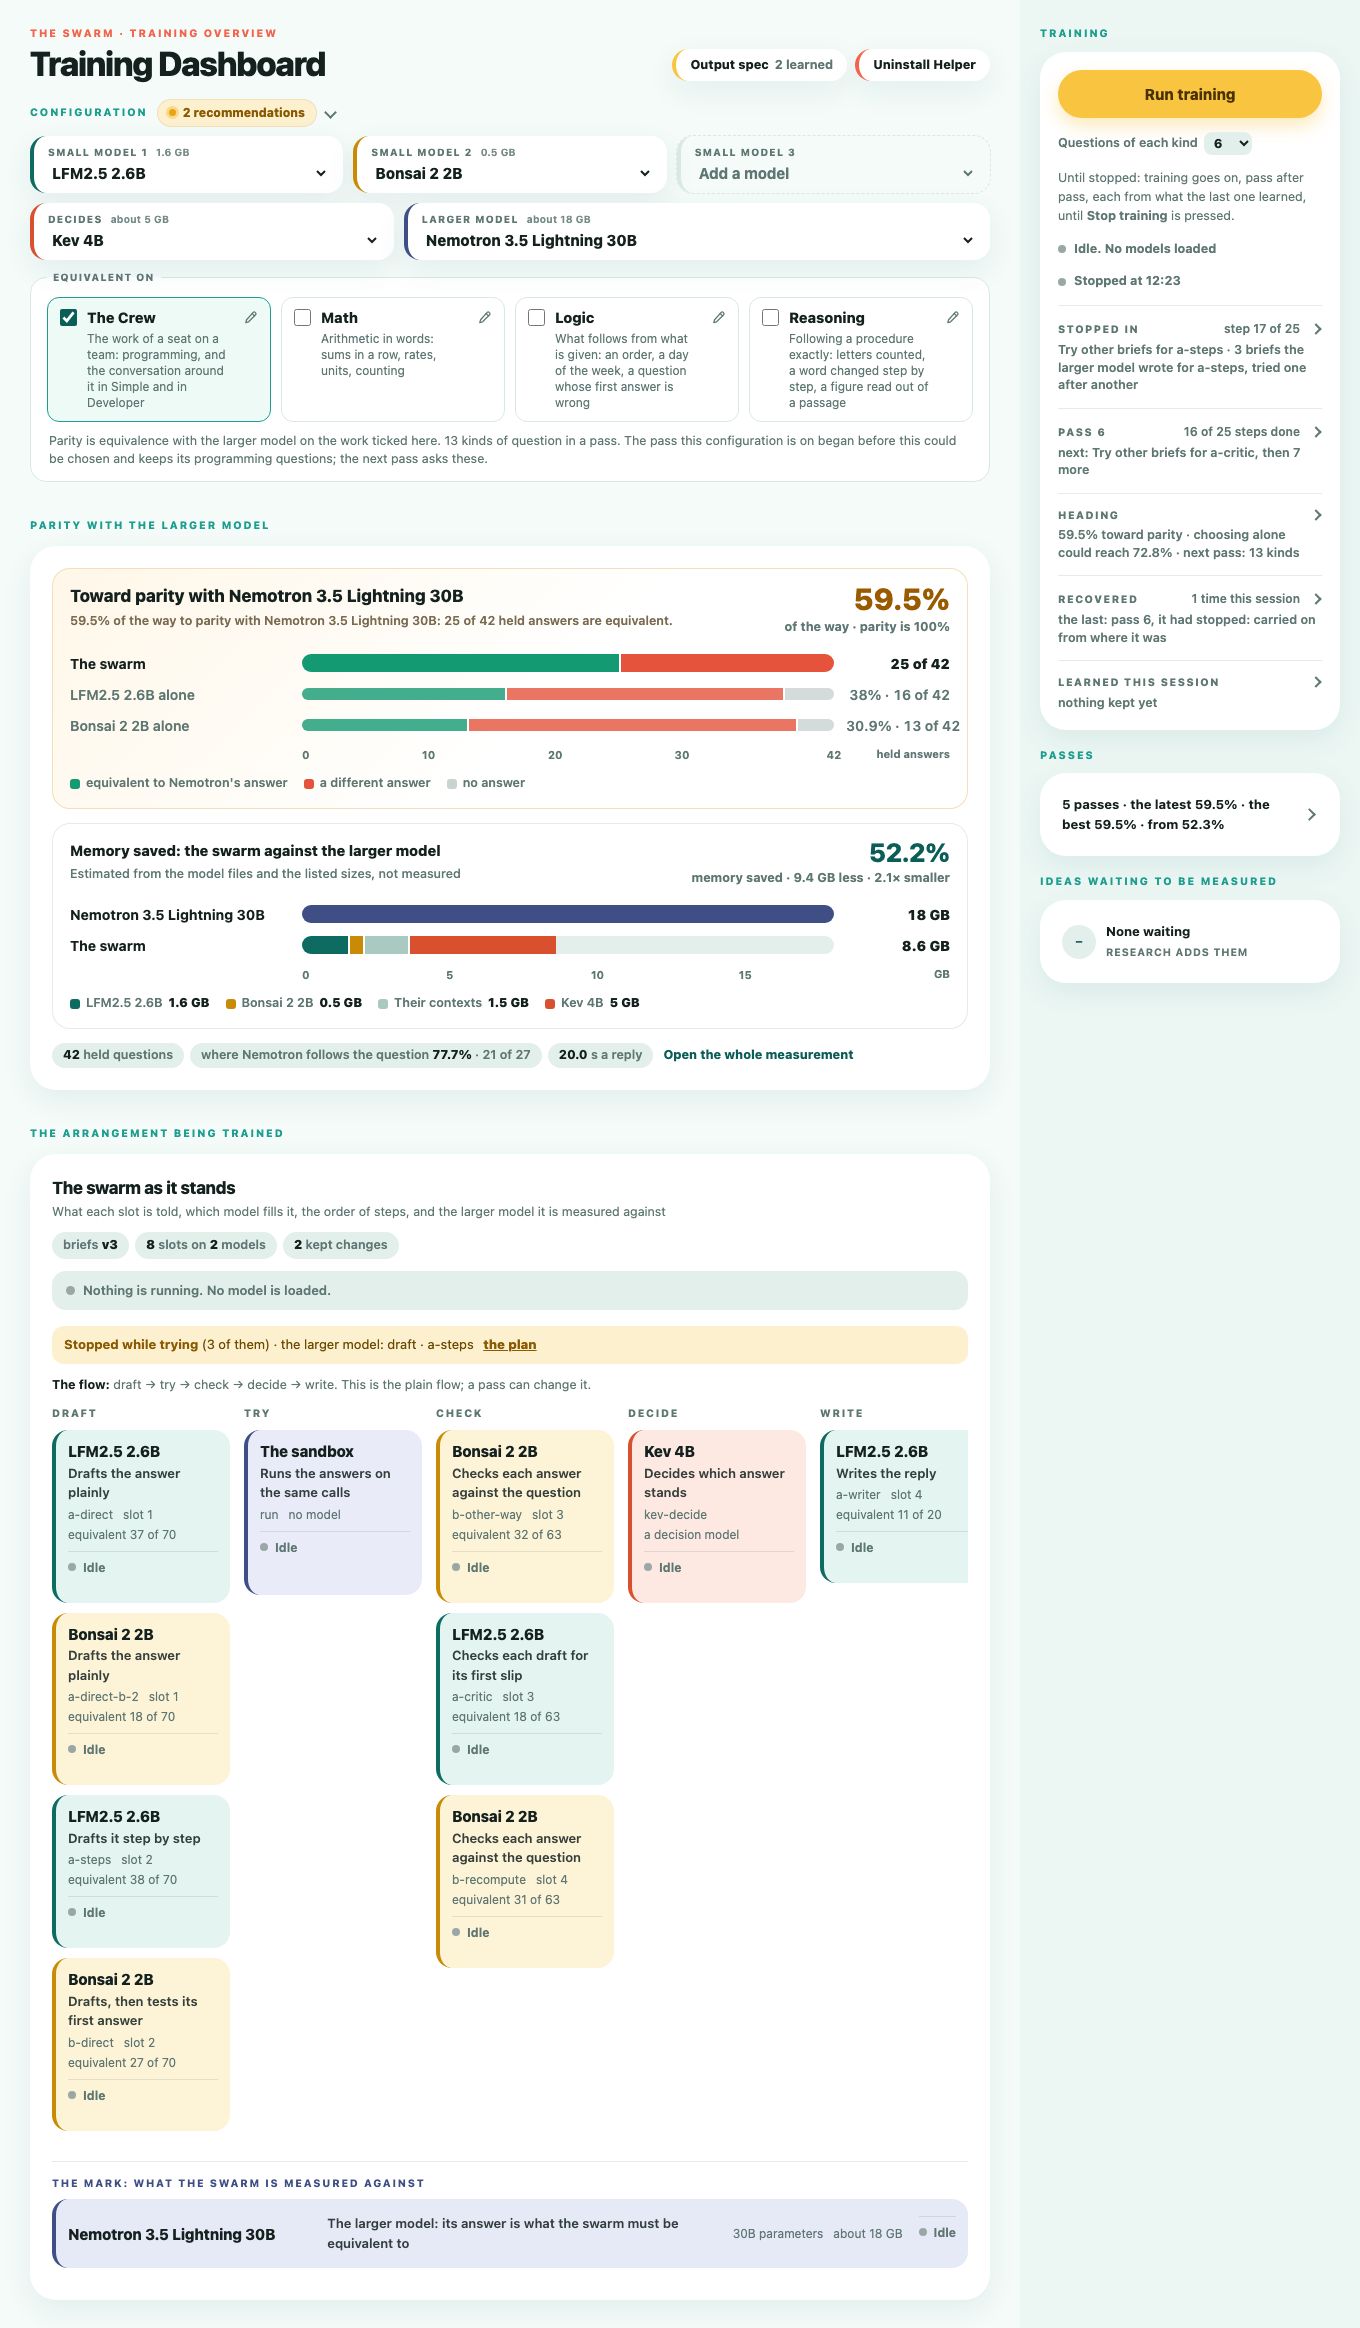 THE SWARM · TRAINING OVERVIEW
Training Dashboard
Output spec 2 learned
Uninstall Helper
CONFIGURATION
2 recommendations
SMALL MODEL 1 1.6 GB
LFM2.5 2.6B
SMALL MODEL 2 0.5 GB
Bonsai 2 2B
SMALL MODEL 3
Add a model
DECIDES about 5 GB
Kev 4B
LARGER MODEL about 18 GB
Nemotron 3.5 Lightning 30B
EQUIVALENT ON
The Crew
The work of a seat on a
team: programming, and
the conversation around
it in Simple and in
Developer
Math
Arithmetic in words:
sums in a row, rates,
units, counting
Logic
What follows from what
is given: an order, a day
of the week, a question
whose first answer is
wrong
Reasoning
Following a procedure
exactly: letters counted,
a word changed step by
step, a figure read out of
a passage
Parity is equivalence with the larger model on the work ticked here. 13 kinds of question in a pass. The pass this configuration is on began before this could
be chosen and keeps its programming questions; the next pass asks these.
PARITY WITH THE LARGER MODEL
Toward parity with Nemotron 3.5 Lightning 30B
59.5% of the way to parity with Nemotron 3.5 Lightning 30B: 25 of 42 held answers are equivalent.
59.5%
of the way · parity is 100%
The swarm
25 of 42
LFM2.5 2.6B alone
38% · 16 of 42
Bonsai 2 2B alone
30.9% · 13 of 42
0 10 20 30 42 held answers
equivalent to Nemotron's answer a different answer no answer
Memory saved: the swarm against the larger model
Estimated from the model files and the listed sizes, not measured
52.2%
memory saved · 9.4 GB less · 2.1× smaller
Nemotron 3.5 Lightning 30B
18 GB
The swarm
8.6 GB
0 5 10 15 GB
LFM2.5 2.6B 1.6 GB Bonsai 2 2B 0.5 GB Their contexts 1.5 GB Kev 4B 5 GB
42 held questions
where Nemotron follows the question 77.7% · 21 of 27
20.0 s a reply
Open the whole measurement
THE ARRANGEMENT BEING TRAINED
The swarm as it stands
What each slot is told, which model fills it, the order of steps, and the larger model it is measured against
briefs v3
8 slots on 2 models
2 kept changes
Nothing is running. No model is loaded.
Stopped while trying (3 of them) · the larger model: draft · a-steps the plan
The flow: draft → try → check → decide → write. This is the plain flow; a pass can change it.
DRAFT
LFM2.5 2.6B
Drafts the answer
plainly
a-direct slot 1
equivalent 37 of 70
Idle
Bonsai 2 2B
Drafts the answer
plainly
a-direct-b-2 slot 1
equivalent 18 of 70
Idle
LFM2.5 2.6B
Drafts it step by step
a-steps slot 2
equivalent 38 of 70
Idle
Bonsai 2 2B
Drafts, then tests its
first answer
b-direct slot 2
equivalent 27 of 70
Idle
TRY
The sandbox
Runs the answers on
the same calls
run no model
Idle
CHECK
Bonsai 2 2B
Checks each answer
against the question
b-other-way slot 3
equivalent 32 of 63
Idle
LFM2.5 2.6B
Checks each draft for
its first slip
a-critic slot 3
equivalent 18 of 63
Idle
Bonsai 2 2B
Checks each answer
against the question
b-recompute slot 4
equivalent 31 of 63
Idle
DECIDE
Kev 4B
Decides which answer
stands
kev-decide
a decision model
Idle
WRITE
LFM2.5 2.6B
Writes the reply
a-writer slot 4
equivalent 11 of 20
Idle
THE MARK: WHAT THE SWARM IS MEASURED AGAINST
Nemotron 3.5 Lightning 30B
The larger model: its answer is what the swarm must be
equivalent to
30B parameters about 18 GB
Idle
TRAINING
Run training
Questions of each kind 6
Until stopped: training goes on, pass after
pass, each from what the last one learned,
until Stop training is pressed.
Idle. No models loaded
Stopped at 12:23
STOPPED IN step 17 of 25
Try other briefs for a-steps · 3 briefs the
larger model wrote for a-steps, tried one
after another
PASS 6 16 of 25 steps done
next: Try other briefs for a-critic, then 7
more
HEADING
59.5% toward parity · choosing alone
could reach 72.8% · next pass: 13 kinds
RECOVERED 1 time this session
the last: pass 6, it had stopped: carried on
from where it was
LEARNED THIS SESSION
nothing kept yet
PASSES
5 passes · the latest 59.5% · the
best 59.5% · from 52.3%
IDEAS WAITING TO BE MEASURED
–
None waiting
RESEARCH ADDS THEM